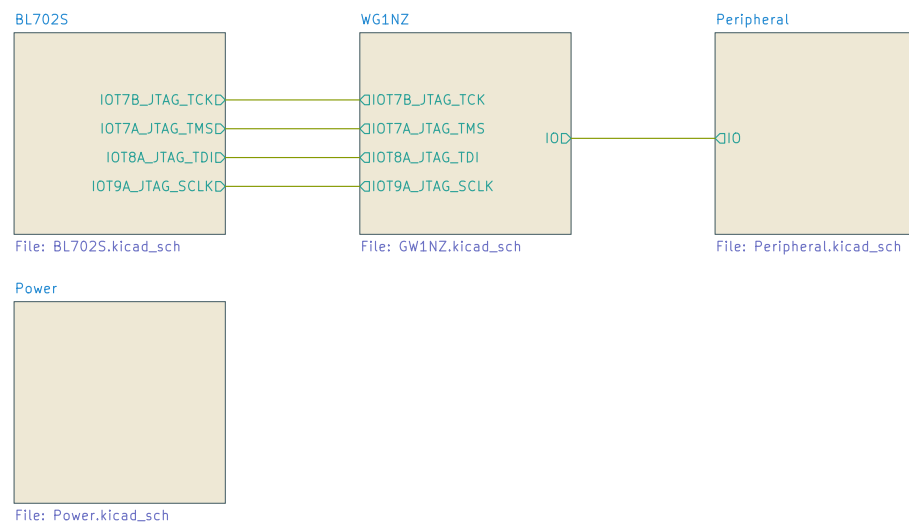 BL702S
WG1NZ
Peripheral
IOT7B_JTAG_TCK
IOT7B_JTAG_TCK
IOT7A_JTAG_TMS
IOT7A_JTAG_TMS
IO
IO
IOT8A_JTAG_TDI
IOT8A_JTAG_TDI
IOT9A_JTAG_SCLK
IOT9A_JTAG_SCLK
File: BL702S.kicad_sch
File: GW1NZ.kicad_sch
File: Peripheral.kicad_sch
Power
File: Power.kicad_sch